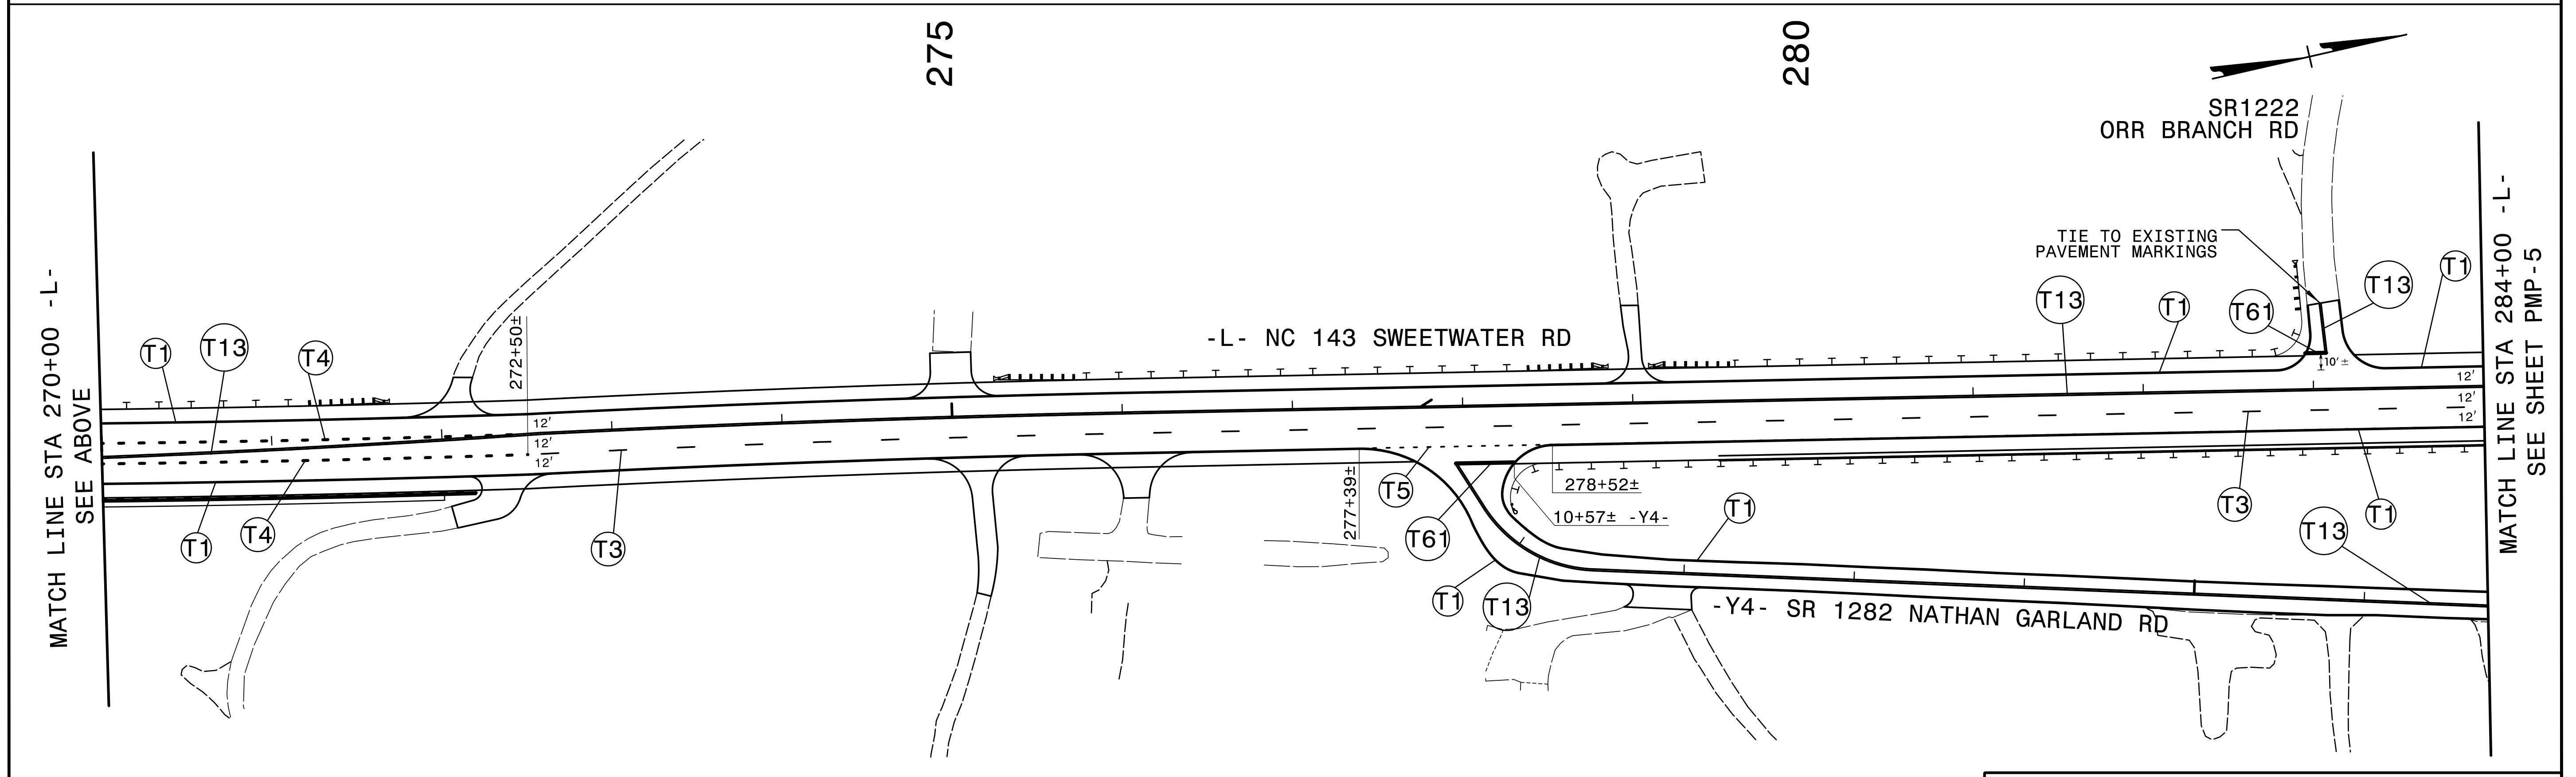 275
280
SR1222
ORR BRANCH RD
MATCH LINE STA 270+00 -L-
SEE ABOVE
T1
T13
T4
272+50±
12'
12'
12'
T1
T4
T3
-L- NC 143 SWEETWATER RD
TIE TO EXISTING
PAVEMENT MARKINGS
T13
T1
T61
T13
T1
10'±
12'
12'
12'
277+39±
T5
T61
278+52±
10+57± -Y4-
T1
T1
T13
-Y4- SR 1282 NATHAN GARLAND RD
T3
T1
T13
MATCH LINE STA 284+00 -L-
SEE SHEET PMP-5